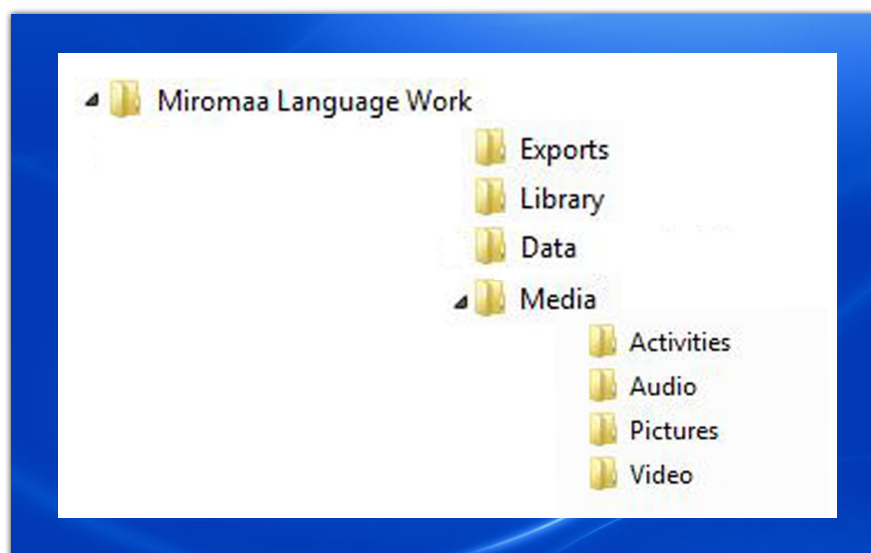 Miromaa Language Work
Exports
Library
Data
Media
Activities
Audio
Pictures
Video